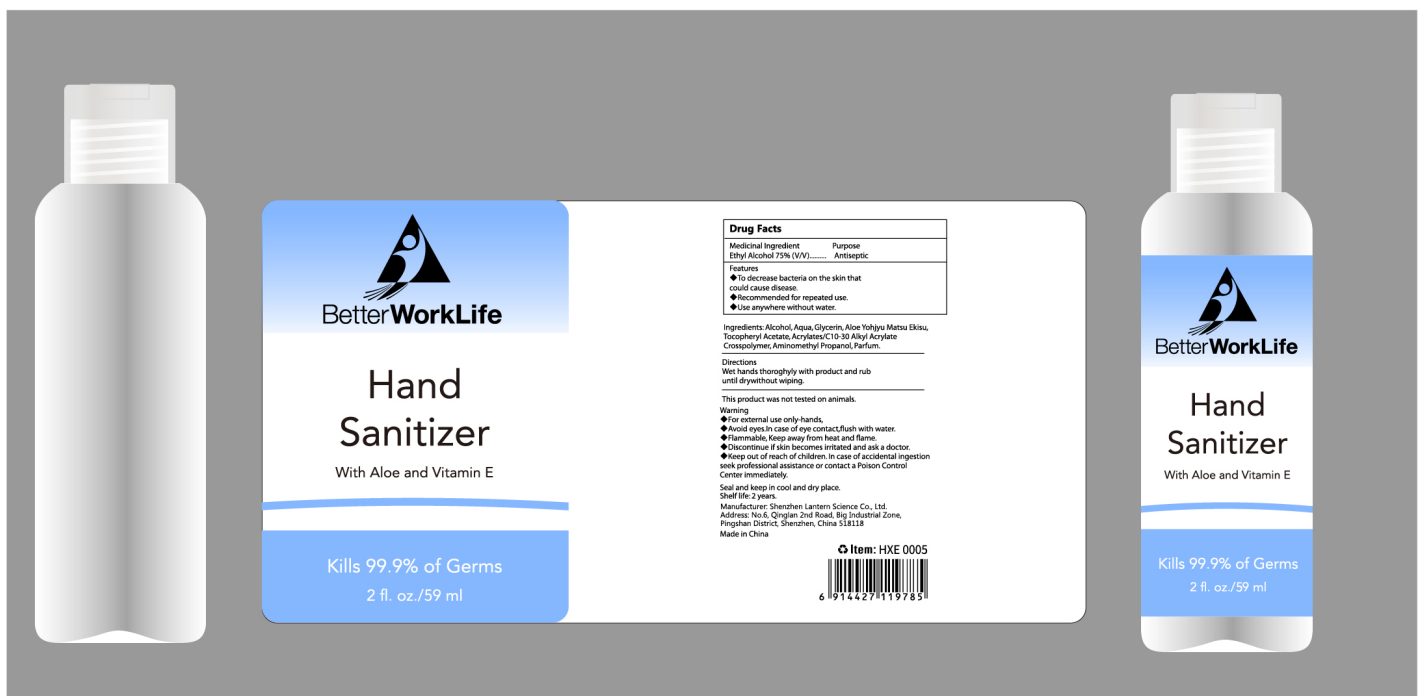 BetterWorkLife
Hand
Sanitizer
With Aloe and Vitamin E
Kills 99.9% of Germs
2 fl. oz./59 ml
Drug Facts
Medicinal Ingredient Purpose
Ethyl Alcohol 75% (V/V)......... Antiseptic
Features
◆To decrease bacteria on the skin that
could cause disease.
◆Recommended for repeated use.
◆Use anywhere without water.
Ingredients: Alcohol, Aqua, Glycerin, Aloe Yohjyu Matsu Ekisu,
Tocopheryl Acetate, Acrylates/C10-30 Alkyl Acrylate
Crosspolymer, Aminomethyl Propanol, Parfum.
Directions
Wet hands thoroghyly with product and rub
until drywithout wiping.
This product was not tested on animals.
Warning
◆For external use only-hands,
◆Avoid eyes.In case of eye contact,flush with water.
◆Flammable, Keep away from heat and flame.
◆Discontinue if skin becomes irritated and ask a doctor.
◆Keep out of reach of children. In case of accidental ingestion
seek professional assistance or contact a Poison Control
Center immediately.
Seal and keep in cool and dry place.
Shelf life: 2 years.
Manufacturer: Shenzhen Lantern Science Co., Ltd.
Address: No.6, Qinglan 2nd Road, Big Industrial Zone,
Pingshan District, Shenzhen, China 518118
Made in China
♻ Item: HXE 0005
6 914427 119785
BetterWorkLife
Hand
Sanitizer
With Aloe and Vitamin E
Kills 99.9% of Germs
2 fl. oz./59 ml